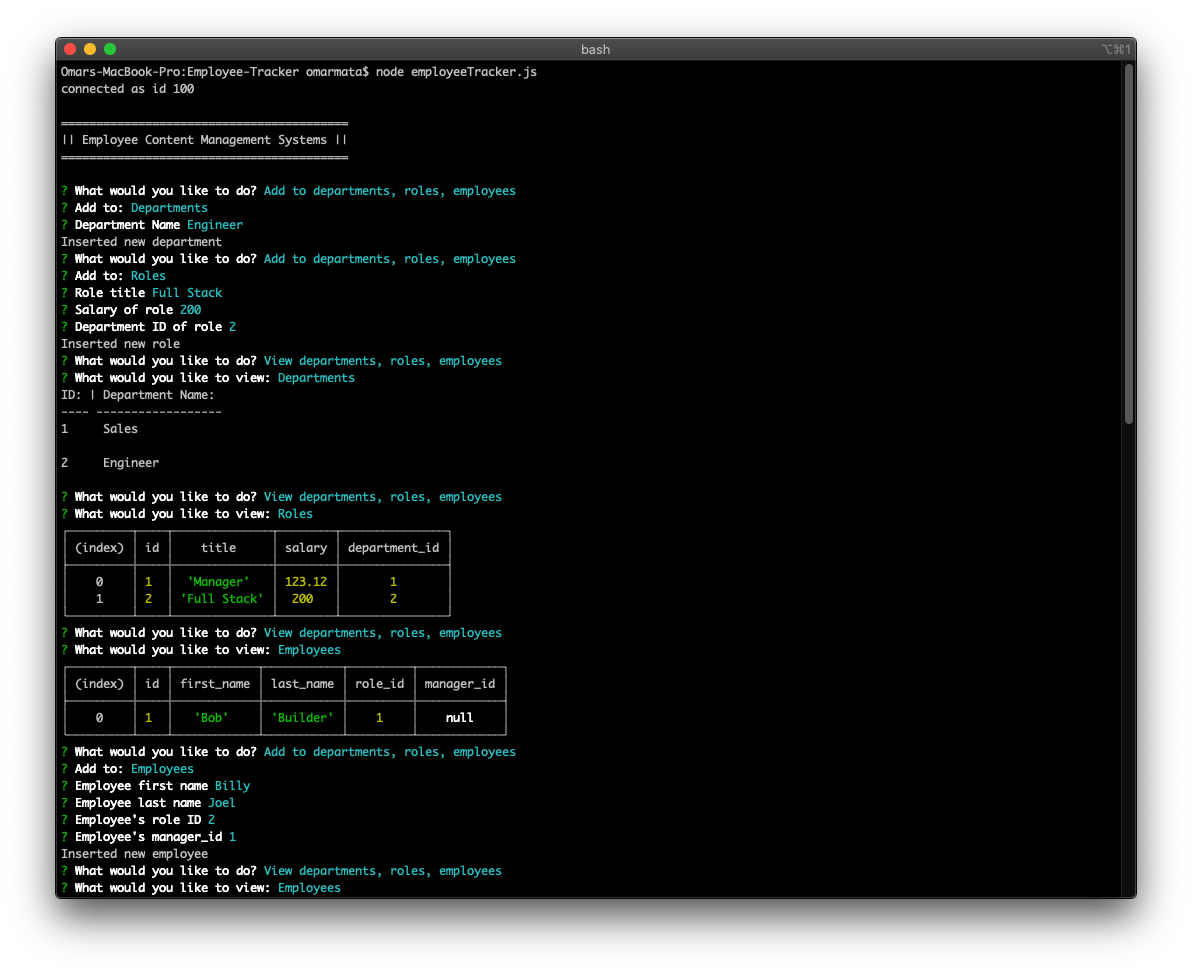 bash
⌥⌘1
Omars-MacBook-Pro:Employee-Tracker omarmata$ node employeeTracker.js
connected as id 100
=========================================
|| Employee Content Management Systems ||
=========================================
? What would you like to do? Add to departments, roles, employees
? Add to: Departments
? Department Name Engineer
Inserted new department
? What would you like to do? Add to departments, roles, employees
? Add to: Roles
? Role title Full Stack
? Salary of role 200
? Department ID of role 2
Inserted new role
? What would you like to do? View departments, roles, employees
? What would you like to view: Departments
ID: | Department Name:
---- ------------------
1 Sales
2 Engineer
? What would you like to do? View departments, roles, employees
? What would you like to view: Roles
(index) id title salary department_id
0 1 'Manager' 123.12 1
1 2 'Full Stack' 200 2
? What would you like to do? View departments, roles, employees
? What would you like to view: Employees
(index) id first_name last_name role_id manager_id
0 1 'Bob' 'Builder' 1 null
? What would you like to do? Add to departments, roles, employees
? Add to: Employees
? Employee first name Billy
? Employee last name Joel
? Employee's role ID 2
? Employee's manager_id 1
Inserted new employee
? What would you like to do? View departments, roles, employees
? What would you like to view: Employees